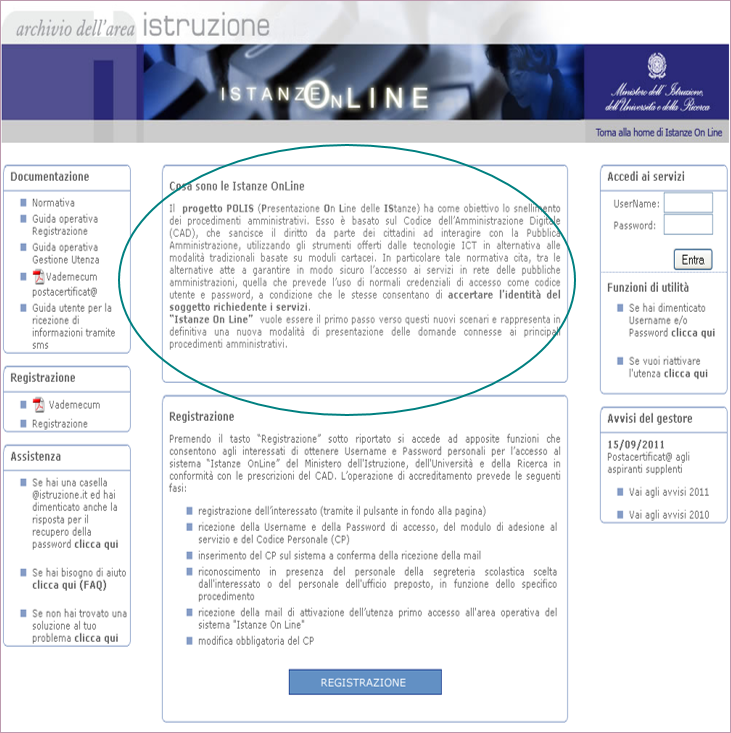 archivio dell'area istruzione
ISTANZE ON LINE
Ministero dell'Istruzione,
dell'Università e della Ricerca
Torna alla home di Istanze On Line
Documentazione
Normativa
Guida operativa
Registrazione
Guida operativa
Gestione Utenza
Vademecum
postacertificat@
Guida utente per la
ricezione di
informazioni tramite
sms
Registrazione
Vademecum
Registrazione
Assistenza
Se hai una casella
@istruzione.it ed hai
dimenticato anche la
risposta per il
recupero della
password clicca qui
Se hai bisogno di aiuto
clicca qui (FAQ)
Se non hai trovato una
soluzione al tuo
problema clicca qui
Cosa sono le Istanze OnLine
Il progetto POLIS (Presentazione On Line delle IStanze) ha come obiettivo lo snellimento
dei procedimenti amministrativi. Esso è basato sul Codice dell'Amministrazione Digitale
(CAD), che sancisce il diritto da parte dei cittadini ad interagire con la Pubblica
Amministrazione, utilizzando gli strumenti offerti dalle tecnologie ICT in alternativa alle
modalità tradizionali basate su moduli cartacei. In particolare tale normativa cita, tra le
alternative atte a garantire in modo sicuro l'accesso ai servizi in rete delle pubbliche
amministrazioni, quella che prevede l'uso di normali credenziali di accesso come codice
utente e password, a condizione che le stesse consentano di accertare l'identità del
soggetto richiedente i servizi.
"Istanze On Line" vuole essere il primo passo verso questi nuovi scenari e rappresenta in
definitiva una nuova modalità di presentazione delle domande connesse ai principali
procedimenti amministrativi.
Registrazione
Premendo il tasto "Registrazione" sotto riportato si accede ad apposite funzioni che
consentono agli interessati di ottenere Username e Password personali per l'accesso al
sistema "Istanze OnLine" del Ministero dell'Istruzione, dell'Università e della Ricerca in
conformità con le prescrizioni del CAD. L'operazione di accreditamento prevede le seguenti
fasi:
registrazione dell'interessato (tramite il pulsante in fondo alla pagina)
ricezione della Username e della Password di accesso, del modulo di adesione al
servizio e del Codice Personale (CP)
inserimento del CP sul sistema a conferma della ricezione della mail
riconoscimento in presenza del personale della segreteria scolastica scelta
dall'interessato o del personale dell'ufficio preposto, in funzione dello specifico
procedimento
ricezione della mail di attivazione dell'utenza primo accesso all'area operativa del
sistema "Istanze On Line"
modifica obbligatoria del CP
REGISTRAZIONE
Accedi ai servizi
UserName:
Password:
Entra
Funzioni di utilità
Se hai dimenticato
Username e/o
Password clicca qui
Se vuoi riattivare
l'utenza clicca qui
Avvisi del gestore
15/09/2011
Postacertificat@ agli
aspiranti supplenti
Vai agli avvisi 2011
Vai agli avvisi 2010